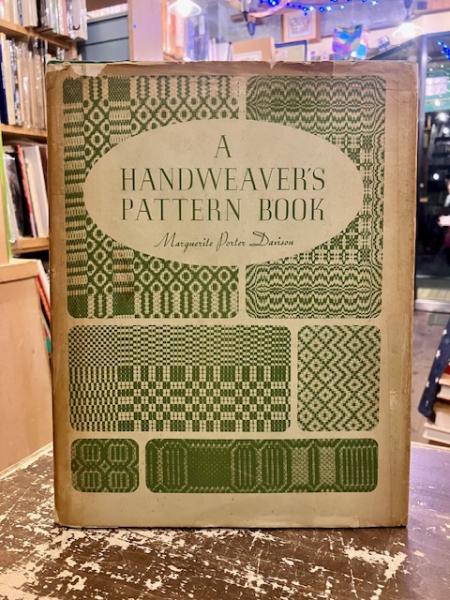 A
HANDWEAVER'S
PATTERN BOOK
Marguerite Porter Davison